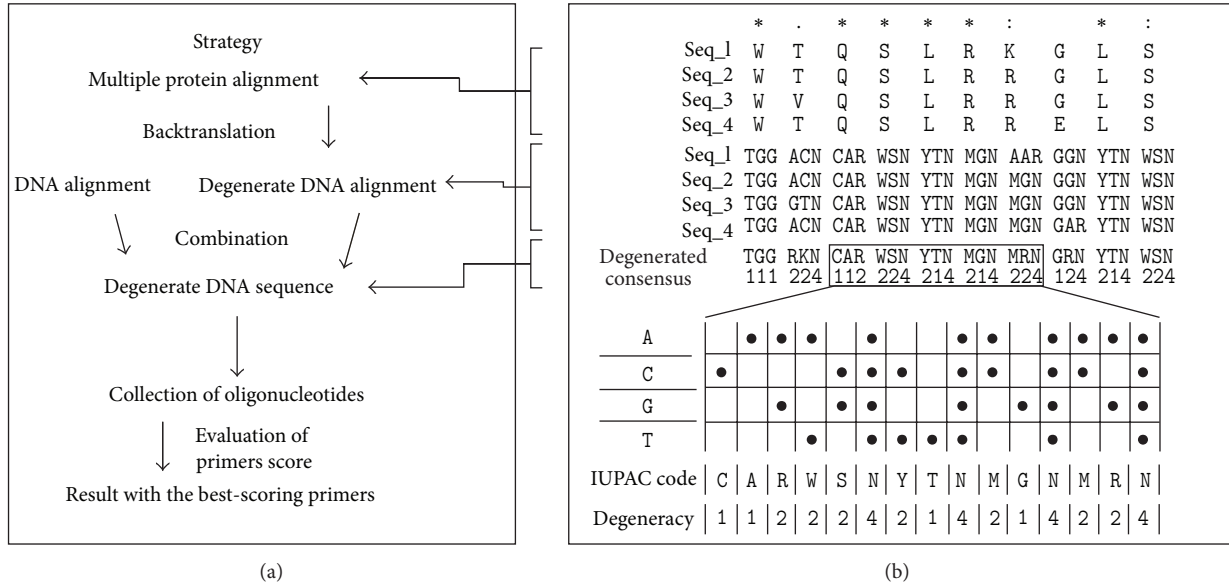 Strategy
Multiple protein alignment
Backtranslation
DNA alignment Degenerate DNA alignment
Combination
Degenerate DNA sequence
Collection of oligonucleotides
Evaluation of
primers score
Result with the best-scoring primers
(a)
* . * * * * : * :
Seq_1 W T Q S L R K G L S
Seq_2 W T Q S L R R G L S
Seq_3 W V Q S L R R G L S
Seq_4 W T Q S L R R E L S
Seq_1 TGG ACN CAR WSN YTN MGN AAR GGN YTN WSN
Seq_2 TGG ACN CAR WSN YTN MGN MGN GGN YTN WSN
Seq_3 TGG GTN CAR WSN YTN MGN MGN GGN YTN WSN
Seq_4 TGG ACN CAR WSN YTN MGN MGN GAR YTN WSN
Degenerated TGG RKN CAR WSN YTN MGN MRN GRN YTN WSN
consensus 111 224 112 224 214 214 224 124 214 224
A
C
G
T
IUPAC code C A R W S N Y T N M G N M R N
Degeneracy 1 1 2 2 2 4 2 1 4 2 1 4 2 2 4
(b)